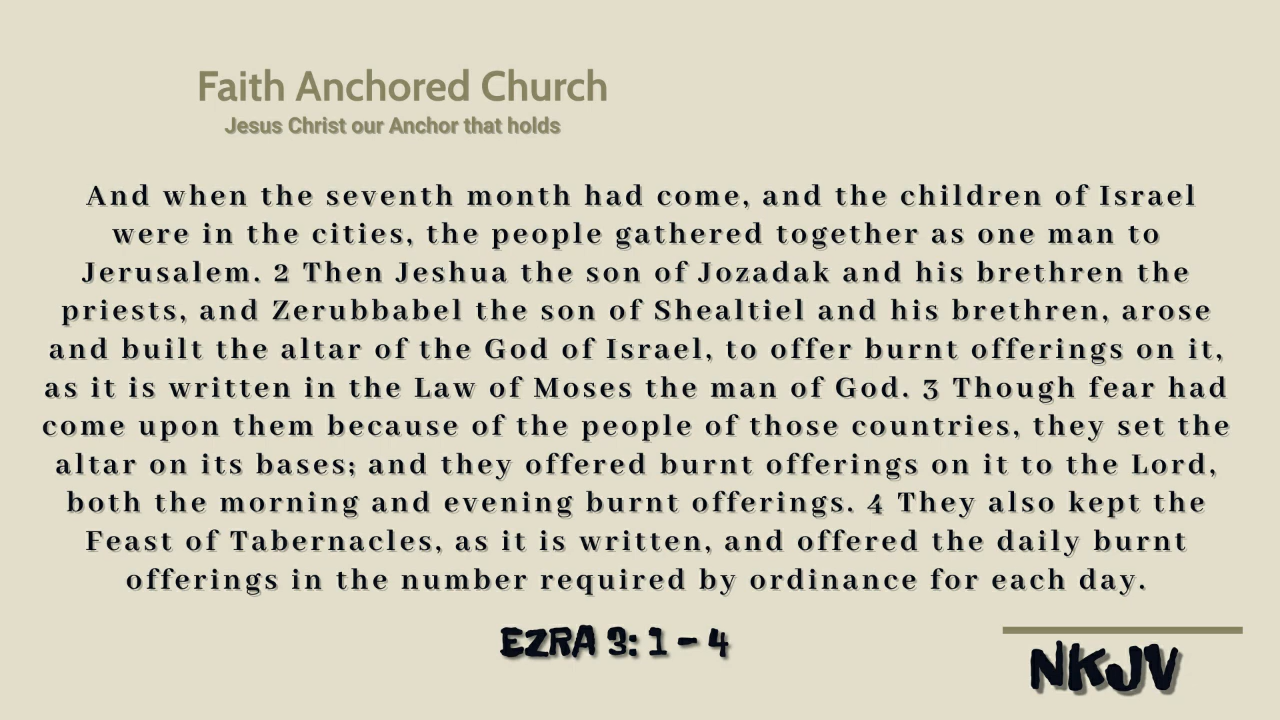 Faith Anchored Church
Jesus Christ our Anchor that holds
And when the seventh month had come, and the children of Israel
were in the cities, the people gathered together as one man to
Jerusalem. 2 Then Jeshua the son of Jozadak and his brethren the
priests, and Zerubbabel the son of Shealtiel and his brethren, arose
and built the altar of the God of Israel, to offer burnt offerings on it,
as it is written in the Law of Moses the man of God. 3 Though fear had
come upon them because of the people of those countries, they set the
altar on its bases; and they offered burnt offerings on it to the Lord,
both the morning and evening burnt offerings. 4 They also kept the
Feast of Tabernacles, as it is written, and offered the daily burnt
offerings in the number required by ordinance for each day.
EZRA 3: 1 – 4
NKJV